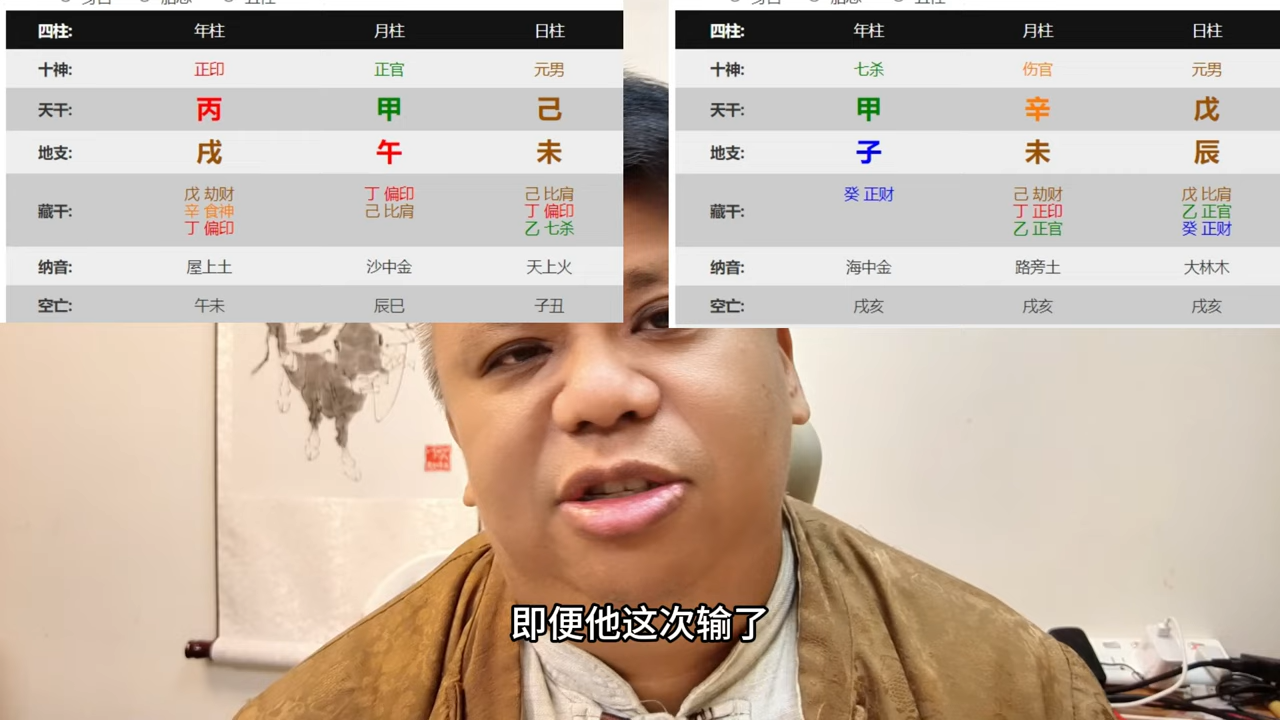 四柱: 年柱 月柱 日柱
十神: 正印 正官 元男
天干: 丙 甲 己
地支: 戌 午 未
藏干: 戊 劫财 丁 偏印 己 比肩
辛 食神 己 比肩 丁 偏印
丁 偏印 乙 七杀
纳音: 屋上土 沙中金 天上火
空亡: 午未 辰巳 子丑
四柱: 年柱 月柱 日柱
十神: 七杀 伤官 元男
天干: 甲 辛 戊
地支: 子 未 辰
藏干: 癸 正财 己 劫财 戊 比肩
丁 正印 乙 正官
乙 正官 癸 正财
纳音: 海中金 路旁土 大林木
空亡: 戌亥 戌亥 戌亥
即便他这次输了